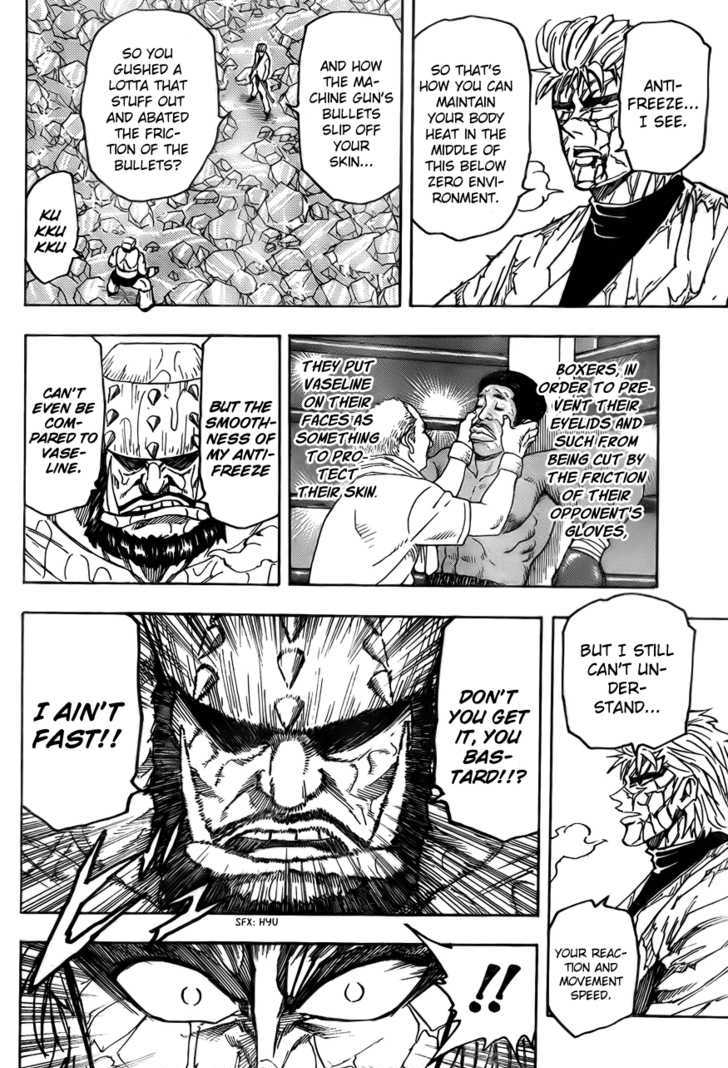 ANTI-
FREEZE...
I SEE.
SO THAT'S
HOW YOU CAN
MAINTAIN
YOUR BODY
HEAT IN THE
MIDDLE OF
THIS BELOW
ZERO ENVI-
RONMENT.
AND HOW
THE MA-
CHINE GUN'S
BULLETS
SLIP OFF
YOUR
SKIN...
SO YOU
GUSHED A
LOTTA THAT
STUFF OUT
AND ABATED
THE FRIC-
TION OF THE
BULLETS?
KU
KKU
KKU
BOXERS, IN
ORDER TO PRE-
VENT THEIR
EYELIDS AND
SUCH FROM
BEING CUT BY
THE FRICTION
OF THEIR
OPPONENT'S
GLOVES,
THEY PUT
VASELINE
ON THEIR
FACES AS
SOMETHING
TO PRO-
TECT
THEIR SKIN.
BUT THE
SMOOTH-
NESS OF
MY ANTI-
FREEZE
CAN'T
EVEN BE
COM-
PARED TO
VASE-
LINE.
BUT I STILL
CAN'T UN-
DER-
STAND...
YOUR REAC-
TION AND
MOVEMENT
SPEED.
DON'T
YOU GET
IT, YOU
BAS-
TARD!!?
I AIN'T
FAST!!
SFX: HYU
!!